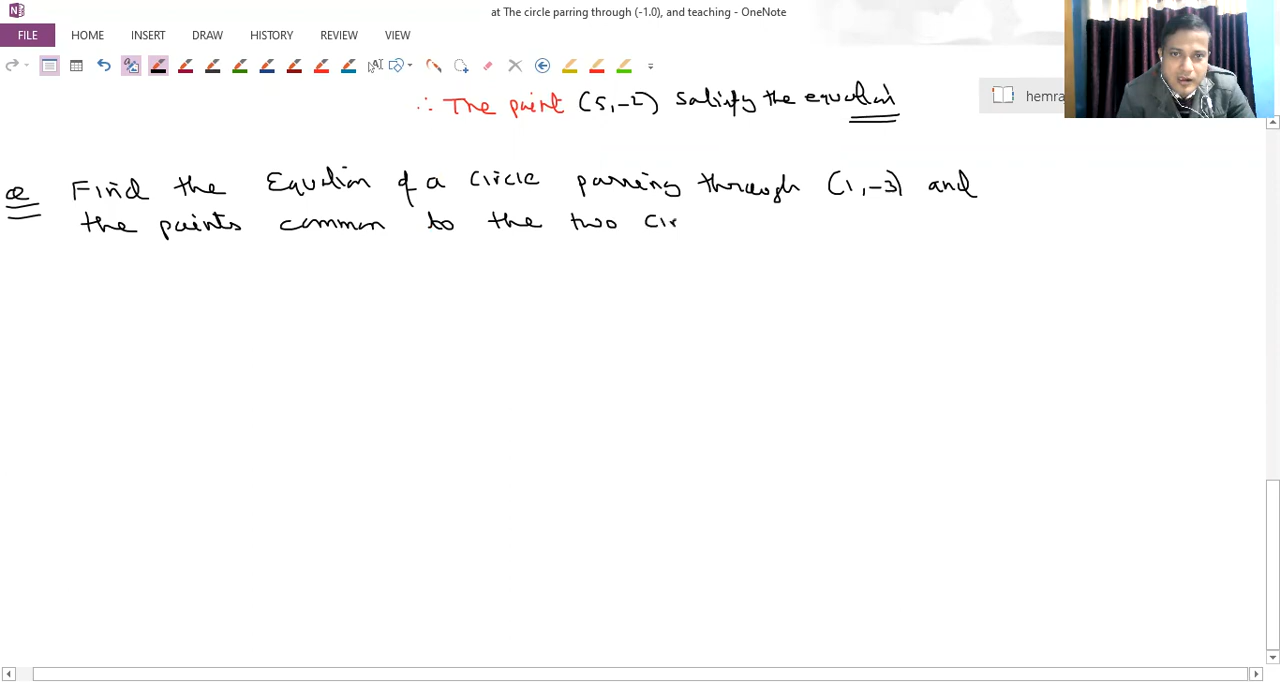 at The circle parring through (-1.0), and teaching - OneNote
FILE HOME INSERT DRAW HISTORY REVIEW VIEW
∴ The point (5,-2) satisfy the equation
hemra
Q Find the Equation of a circle passing through (1,-3) and
the points common to the two cir